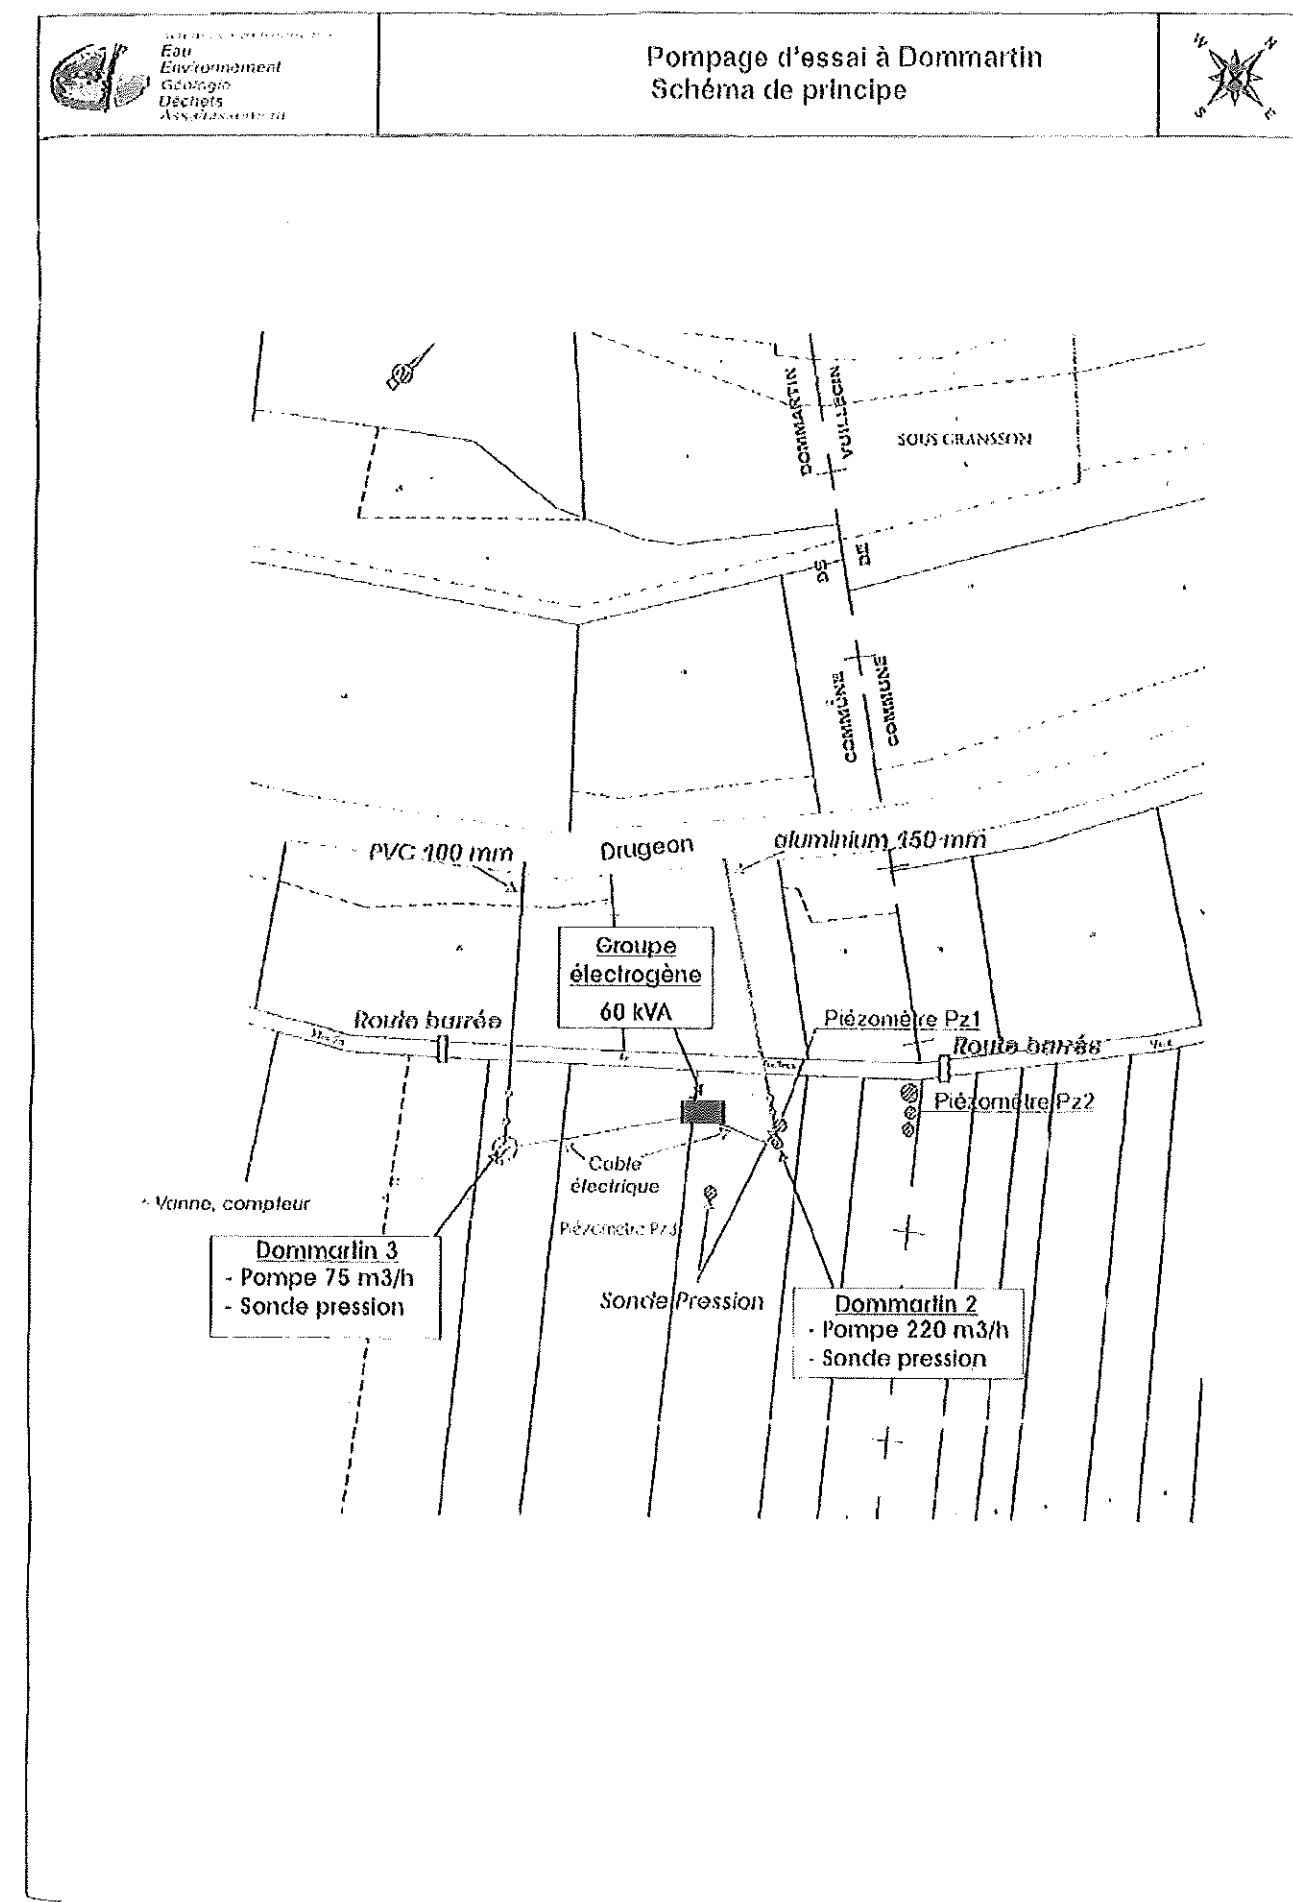 Eau
Environnement
Géologie
Déchets
Assainissement
Pompage d'essai à Dommartin
Schéma de principe
W
N
S
E
DOMMARTIN
VUILLECIN
SOUS GRANSSON
DE
DE
COMMUNE
COMMUNE
PVC 100 mm
Drugeon
aluminium 150 mm
Groupe
électrogène
60 kVA
Route barrée
Piézomètre Pz1
Route barrée
Piézomètre Pz2
Cable
électrique
- Vanne, compteur
Piézomètre Pz3
Dommartin 3
- Pompe 75 m3/h
- Sonde pression
Sonde Pression
Dommartin 2
- Pompe 220 m3/h
- Sonde pression